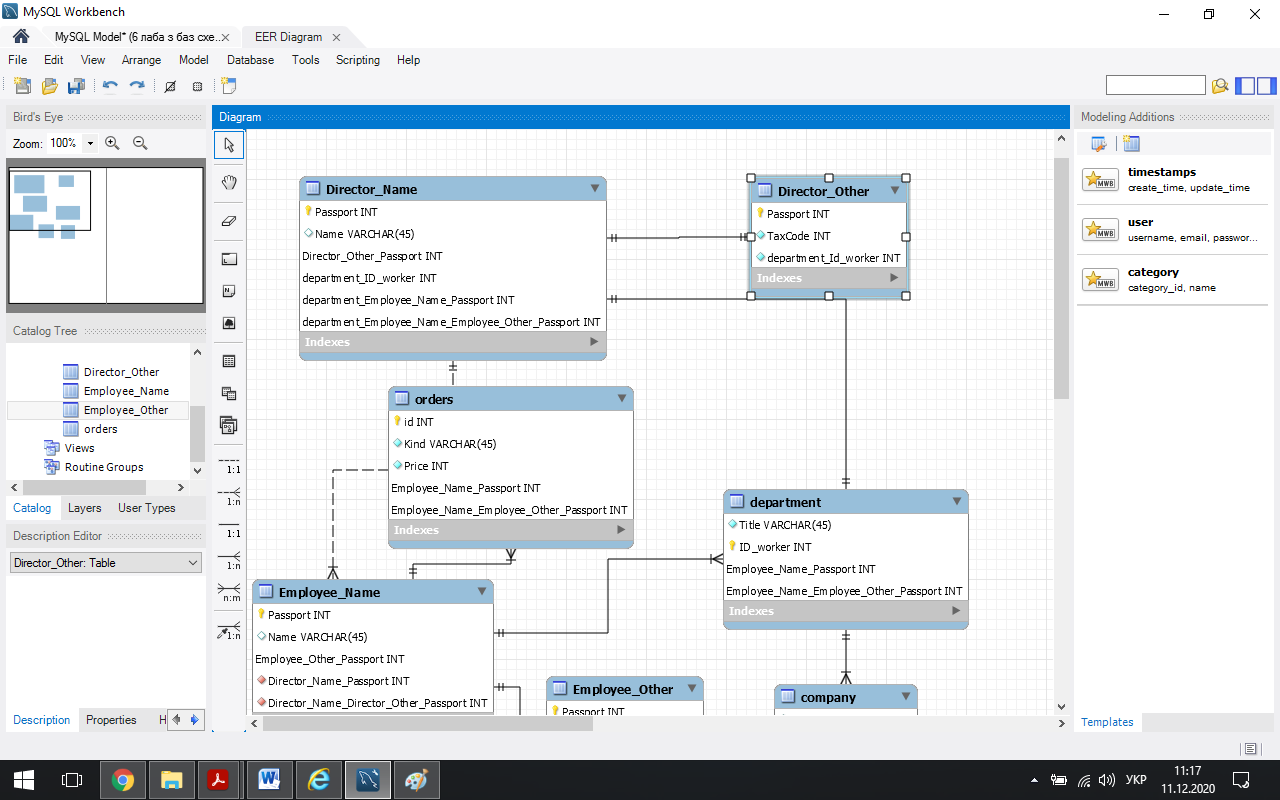 MySQL Workbench
MySQL Model* (6 лаба з баз схе... EER Diagram
File Edit View Arrange Model Database Tools Scripting Help
Bird's Eye
Zoom: 100%
Catalog Tree
Director_Other
Employee_Name
Employee_Other
orders
Views
Routine Groups
Catalog Layers User Types
Description Editor
Director_Other: Table
Description Properties H
Diagram
1:1
1:n
1:1
1:n
n:m
1:n
Director_Name
Passport INT
Name VARCHAR(45)
Director_Other_Passport INT
department_ID_worker INT
department_Employee_Name_Passport INT
department_Employee_Name_Employee_Other_Passport INT
Indexes
Director_Other
Passport INT
TaxCode INT
department_Id_worker INT
Indexes
orders
id INT
Kind VARCHAR(45)
Price INT
Employee_Name_Passport INT
Employee_Name_Employee_Other_Passport INT
Indexes
department
Title VARCHAR(45)
ID_worker INT
Employee_Name_Passport INT
Employee_Name_Employee_Other_Passport INT
Indexes
Employee_Name
Passport INT
Name VARCHAR(45)
Employee_Other_Passport INT
Director_Name_Passport INT
Director_Name_Director_Other_Passport INT
Employee_Other
Passport INT
company
Modeling Additions
MWB
timestamps
create_time, update_time
MWB
user
username, email, passwor...
MWB
category
category_id, name
Templates
УКР
11:17
11.12.2020